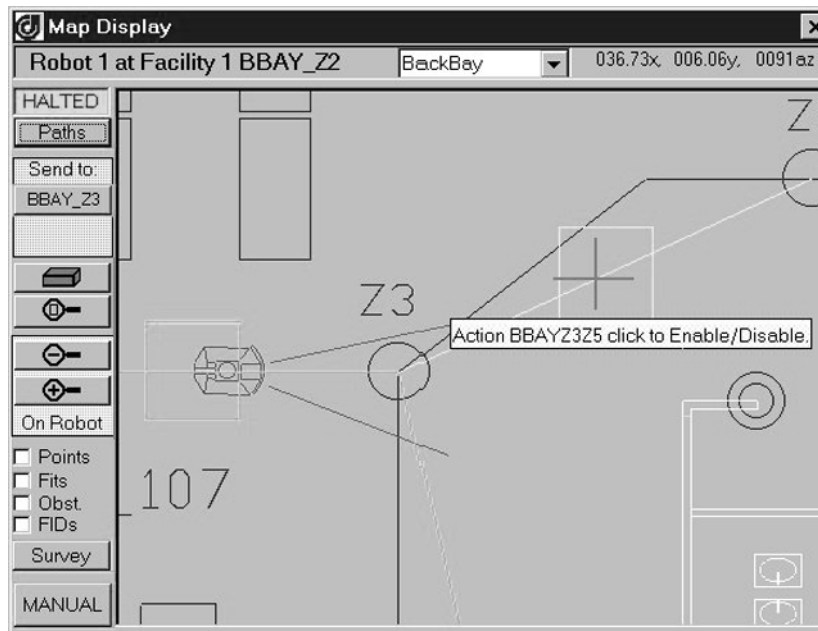 Map Display
Robot 1 at Facility 1 BBAY_Z2
BackBay
036.73x, 006.06y, 0091az
HALTED
Paths
Send to:
BBAY_Z3
On Robot
Points
Fits
Obst.
FIDs
Survey
MANUAL
Z
Z3
Action BBAYZ3Z5 click to Enable/Disable.
_107